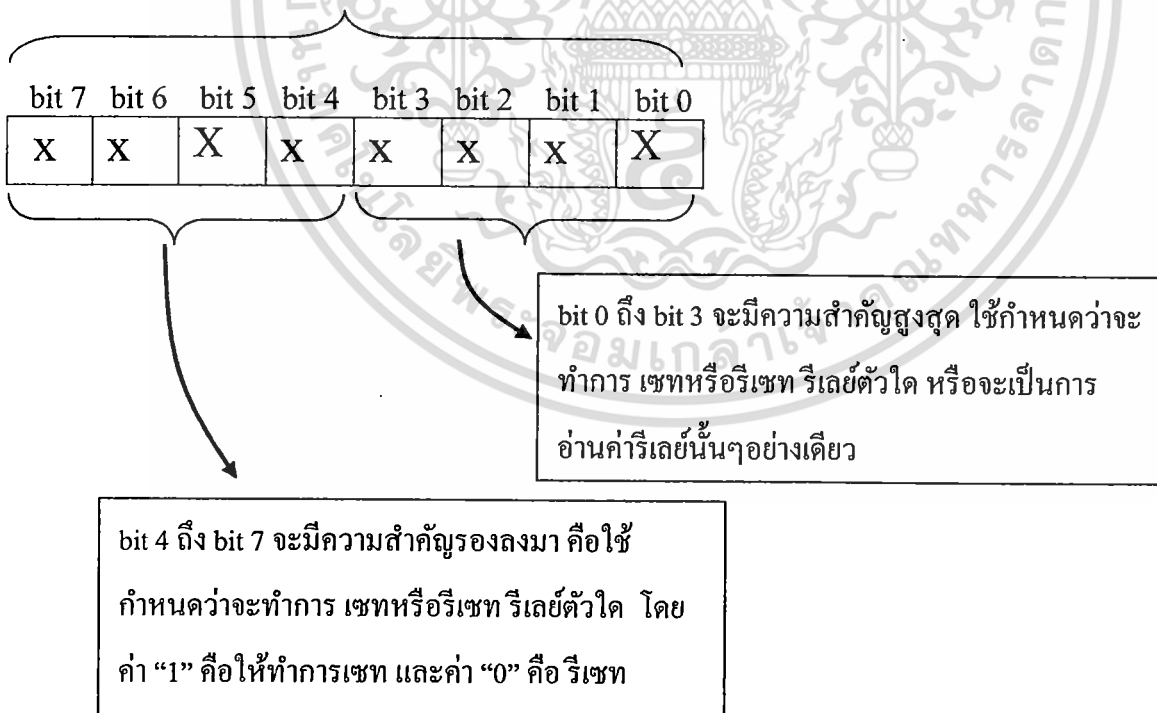 bit 7 bit 6 bit 5 bit 4 bit 3 bit 2 bit 1 bit 0
x x X x x x x X
bit 0 ถึง bit 3 จะมีความสำคัญสูงสุด ใช้กำหนดว่าจะ
ทำการ เซทหรือรีเซท รีเลย์ตัวใด หรือจะเป็นการ
อ่านค่ารีเลย์นั้นๆอย่างเดียว
bit 4 ถึง bit 7 จะมีความสำคัญรองลงมา คือใช้
กำหนดว่าจะทำการ เซทหรือรีเซท รีเลย์ตัวใด โดย
ค่า “1” คือให้ทำการเซท และค่า “0” คือ รีเซท